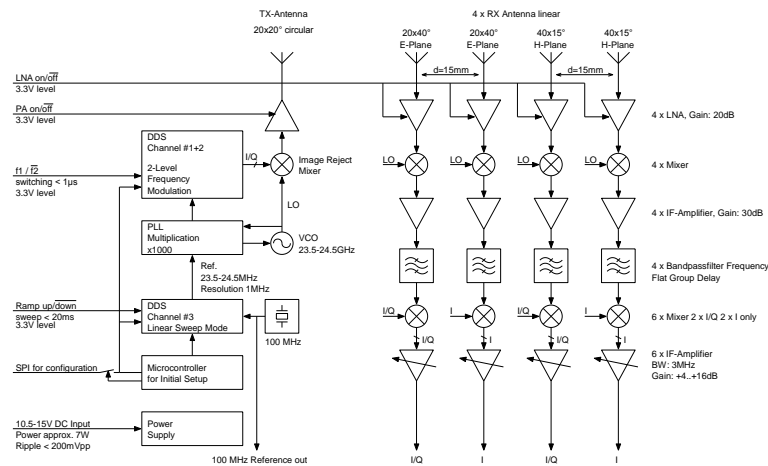 TX-Antenna
20x20° circular
4 x RX Antenna linear
20x40°
E-Plane
20x40°
E-Plane
40x15°
H-Plane
40x15°
H-Plane
d=15mm
d=15mm
LNA on/off
3.3V level
PA on/off
3.3V level
4 x LNA, Gain: 20dB
DDS
Channel #1+2
2-Level
Frequency
Modulation
I/Q
Image Reject
Mixer
f1 / f2
switching < 1µs
3.3V level
LO
LO
LO
LO
LO
4 x Mixer
PLL
Multiplication
x1000
VCO
23.5-24.5GHz
4 x IF-Amplifier, Gain: 30dB
Ref.
23.5-24.5MHz
Resolution 1MHz
4 x Bandpassfilter Frequency
Flat Group Delay
Ramp up/down
sweep < 20ms
3.3V level
DDS
Channel #3
Linear Sweep Mode
100 MHz
I/Q
I
I/Q
I
6 x Mixer 2 x I/Q 2 x I only
I/Q
I
I/Q
I
SPI for configuration
Microcontroller
for Initial Setup
6 x IF-Amplifier
BW: 3MHz
Gain: +4..+16dB
10.5-15V DC Input
Power approx. 7W
Ripple < 200mVpp
Power
Supply
100 MHz Reference out
I/Q
I
I/Q
I